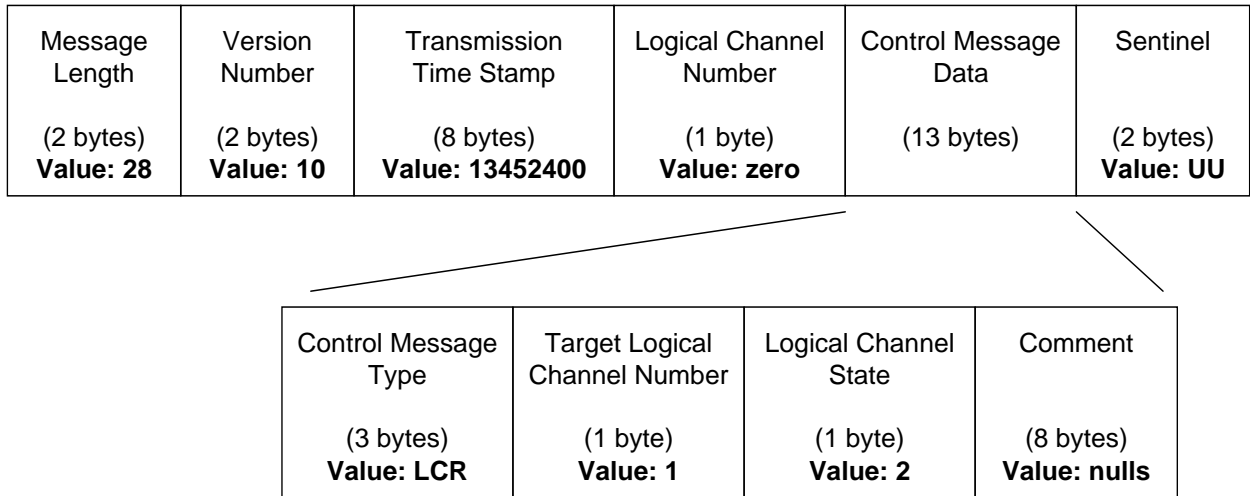 Message
Length
(2 bytes)
Value: 28
Version
Number
(2 bytes)
Value: 10
Transmission
Time Stamp
(8 bytes)
Value: 13452400
Logical Channel
Number
(1 byte)
Value: zero
Control Message
Data
(13 bytes)
Sentinel
(2 bytes)
Value: UU
Control Message
Type
(3 bytes)
Value: LCR
Target Logical
Channel Number
(1 byte)
Value: 1
Logical Channel
State
(1 byte)
Value: 2
Comment
(8 bytes)
Value: nulls